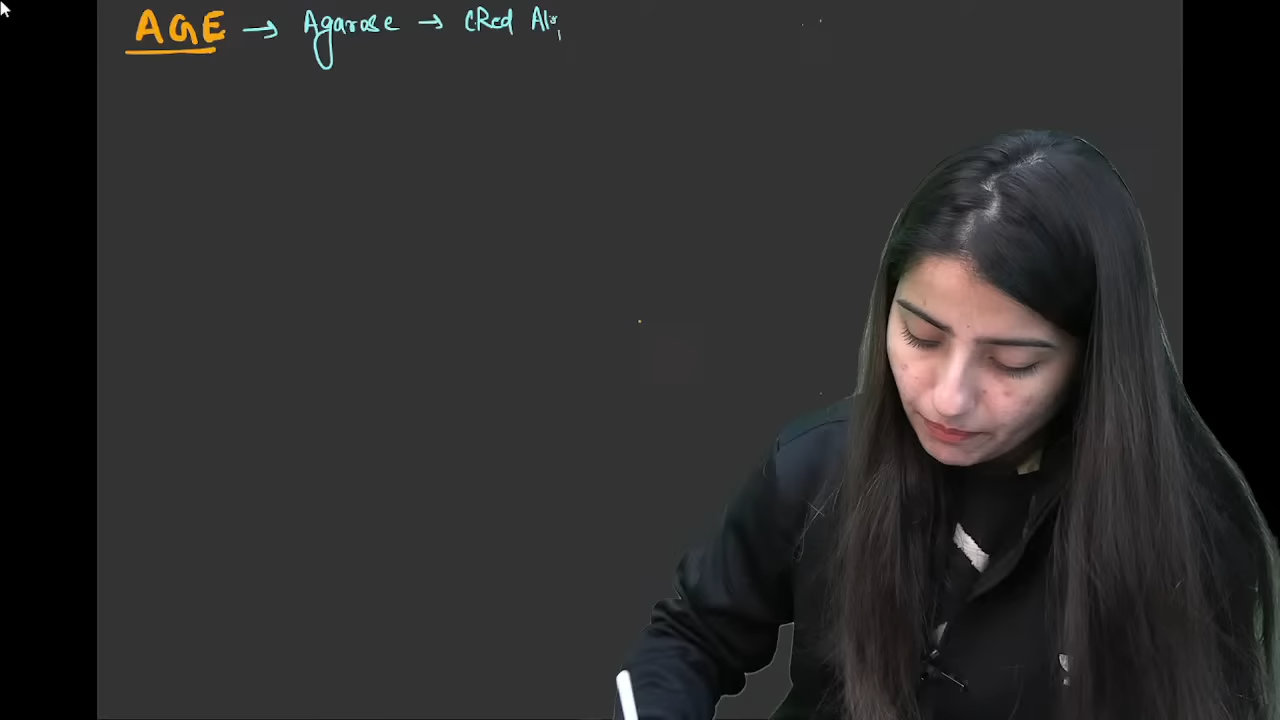 AGE → Agarose → (Red Al